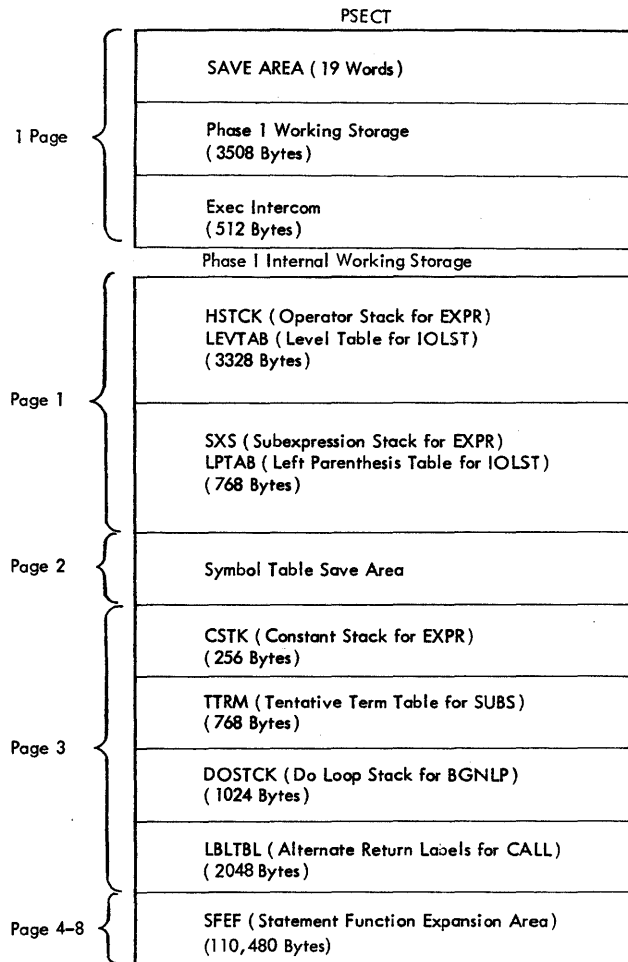 PSECT
SAVE AREA ( 19 Words )
1 Page
Phase 1 Working Storage
( 3508 Bytes)
Exec Intercom
( 512 Bytes)
Phase 1 Internal Working Storage
HSTCK ( Operator Stack for EXPR)
LEVTAB ( Level Table for IOLST)
( 3328 Bytes)
Page 1
SXS ( Subexpression Stack for EXPR)
LPTAB ( Left Parenthesis Table for IOLST)
( 768 Bytes)
Page 2
Symbol Table Save Area
CSTK ( Constant Stack for EXPR)
( 256 Bytes)
TTRM ( Tentative Term Table for SUBS)
( 768 Bytes)
Page 3
DOSTCK ( Do Loop Stack for BGNLP)
( 1024 Bytes)
LBLTBL ( Alternate Return Labels for CALL)
( 2048 Bytes)
Page 4-8
SFEF ( Statement Function Expansion Area)
(110,480 Bytes)